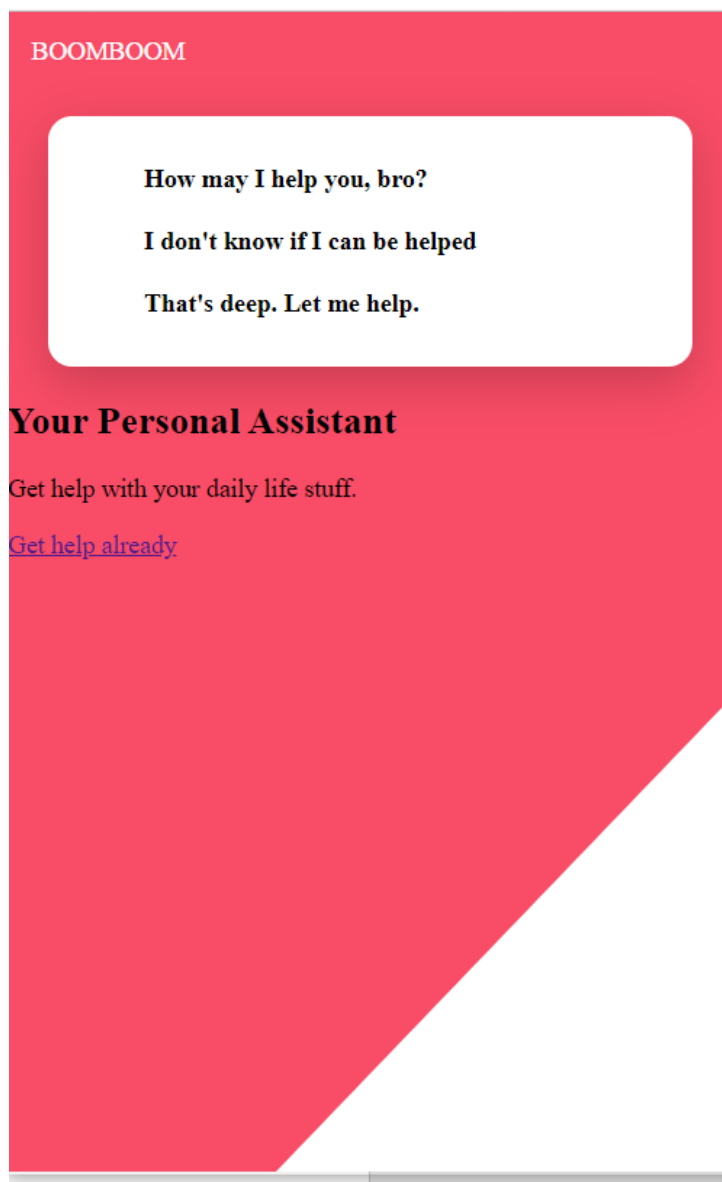 BOOMBOOM
How may I help you, bro?
I don't know if I can be helped
That's deep. Let me help.
Your Personal Assistant
Get help with your daily life stuff.
Get help already